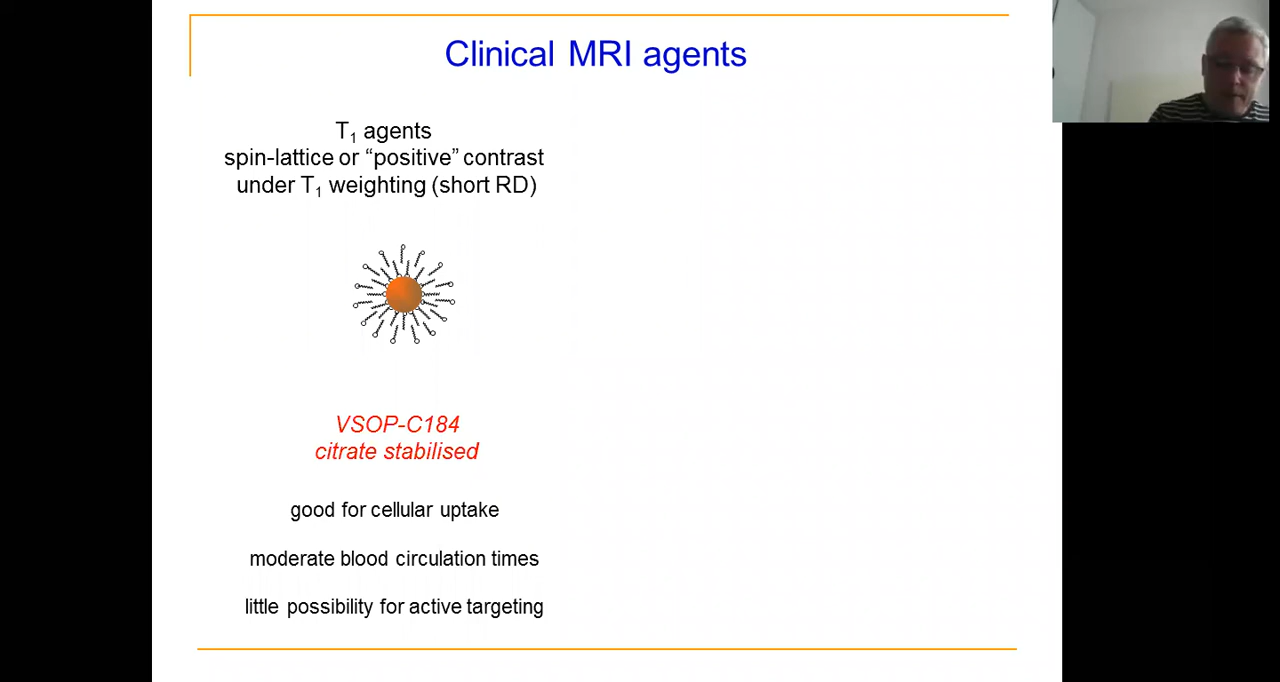 Clinical MRI agents
T₁ agents
spin-lattice or “positive” contrast
under T₁ weighting (short RD)
VSOP-C184
citrate stabilised
good for cellular uptake
moderate blood circulation times
little possibility for active targeting